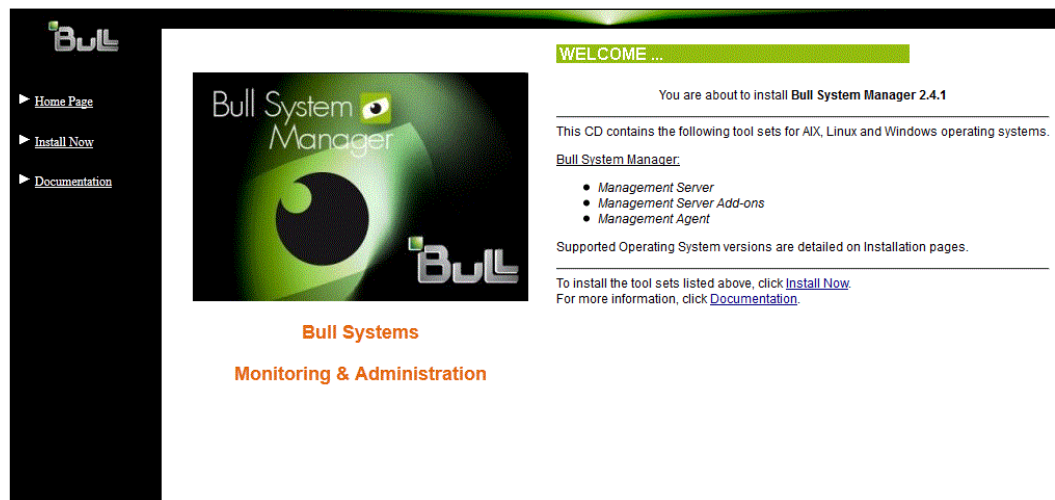 Bull
Home Page
Install Now
Documentation
Bull System
Manager
Bull
Bull Systems
Monitoring & Administration
WELCOME ...
You are about to install Bull System Manager 2.4.1
This CD contains the following tool sets for AIX, Linux and Windows operating systems.
Bull System Manager:
Management Server
Management Server Add-ons
Management Agent
Supported Operating System versions are detailed on Installation pages.
To install the tool sets listed above, click Install Now.
For more information, click Documentation.